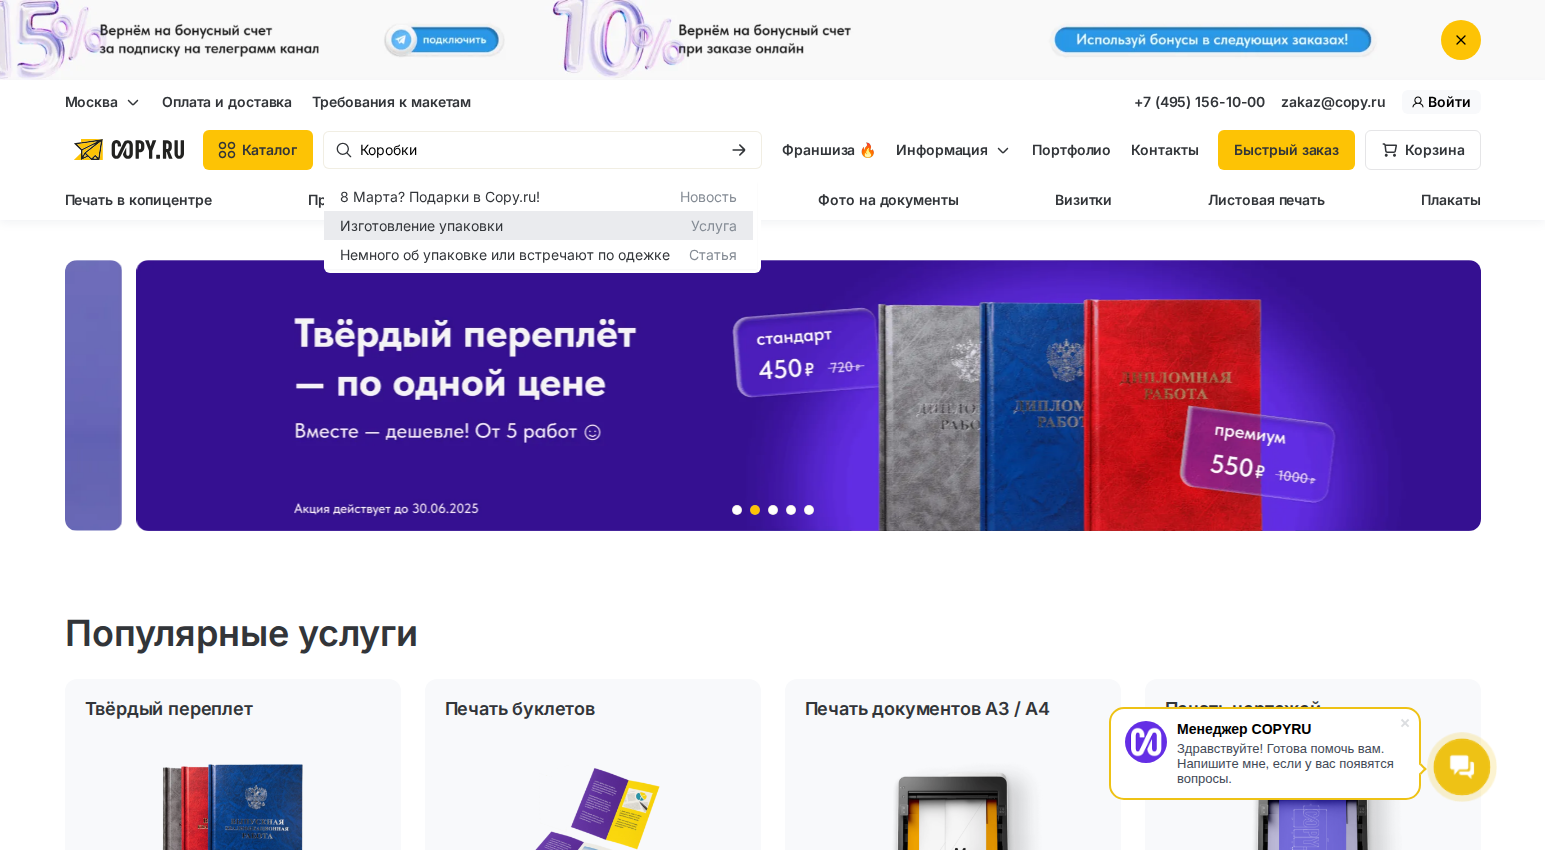 15%
Вернём на бонусный счет
за подписку на телеграмм канал
подключить
10%
Вернём на бонусный счет
при заказе онлайн
Используй бонусы в следующих заказах!
Москва
Оплата и доставка
Требования к макетам
+7 (495) 156-10-00
zakaz@copy.ru
Войти
COPY.RU
Каталог
Коробки
Франшиза 🔥
Информация
Портфолио
Контакты
Быстрый заказ
Корзина
Печать в копицентре
Пр
Фото на документы
Визитки
Листовая печать
Плакаты
8 Марта? Подарки в Copy.ru! Новость
Изготовление упаковки Услуга
Немного об упаковке или встречают по одежке Статья
Твёрдый переплёт
— по одной цене
Вместе — дешевле! От 5 работ
Акция действует до 30.06.2025
стандарт
450 ₽ 720 ₽
ДИПЛОМНАЯ
РАБОТА
премиум
550 ₽ 1000 ₽
Популярные услуги
Твёрдый переплет
Печать буклетов
Печать документов А3 / А4
Менеджер COPYRU
Здравствуйте! Готова помочь вам.
Напишите мне, если у вас появятся
вопросы.